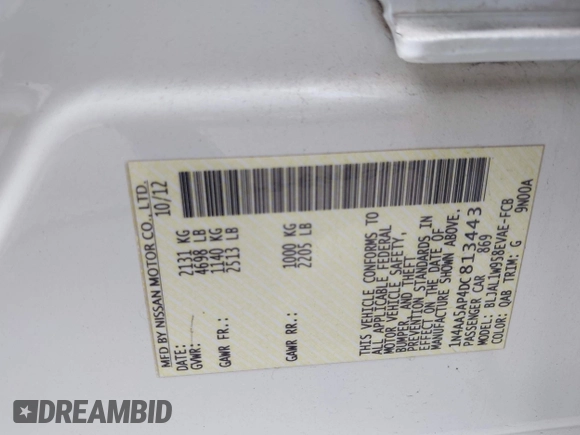 MFD BY NISSAN MOTOR CO., LTD.
DATE: 10/12
GVWR: 2131 KG
4698 LB
GAWR FR.: 1140 KG
2513 LB
GAWR RR.: 1000 KG
2205 LB
THIS VEHICLE CONFORMS TO
ALL APPLICABLE FEDERAL
MOTOR VEHICLE SAFETY,
BUMPER, AND THEFT
PREVENTION STANDARDS IN
EFFECT ON THE DATE OF
MANUFACTURE SHOWN ABOVE.
1N4AA5AP4DC813443
PASSENGER CAR 869
MODEL: BLJALIW958EVAE-FCB
COLOR: QAB TRIM: G 9N00A
DREAMBID